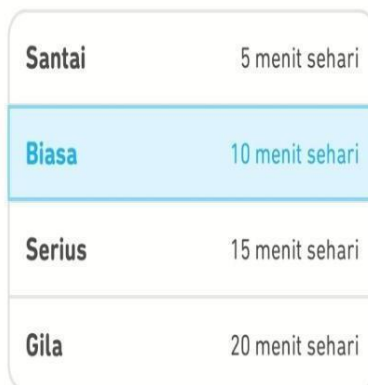 Santai 5 menit sehari
Biasa 10 menit sehari
Serius 15 menit sehari
Gila 20 menit sehari